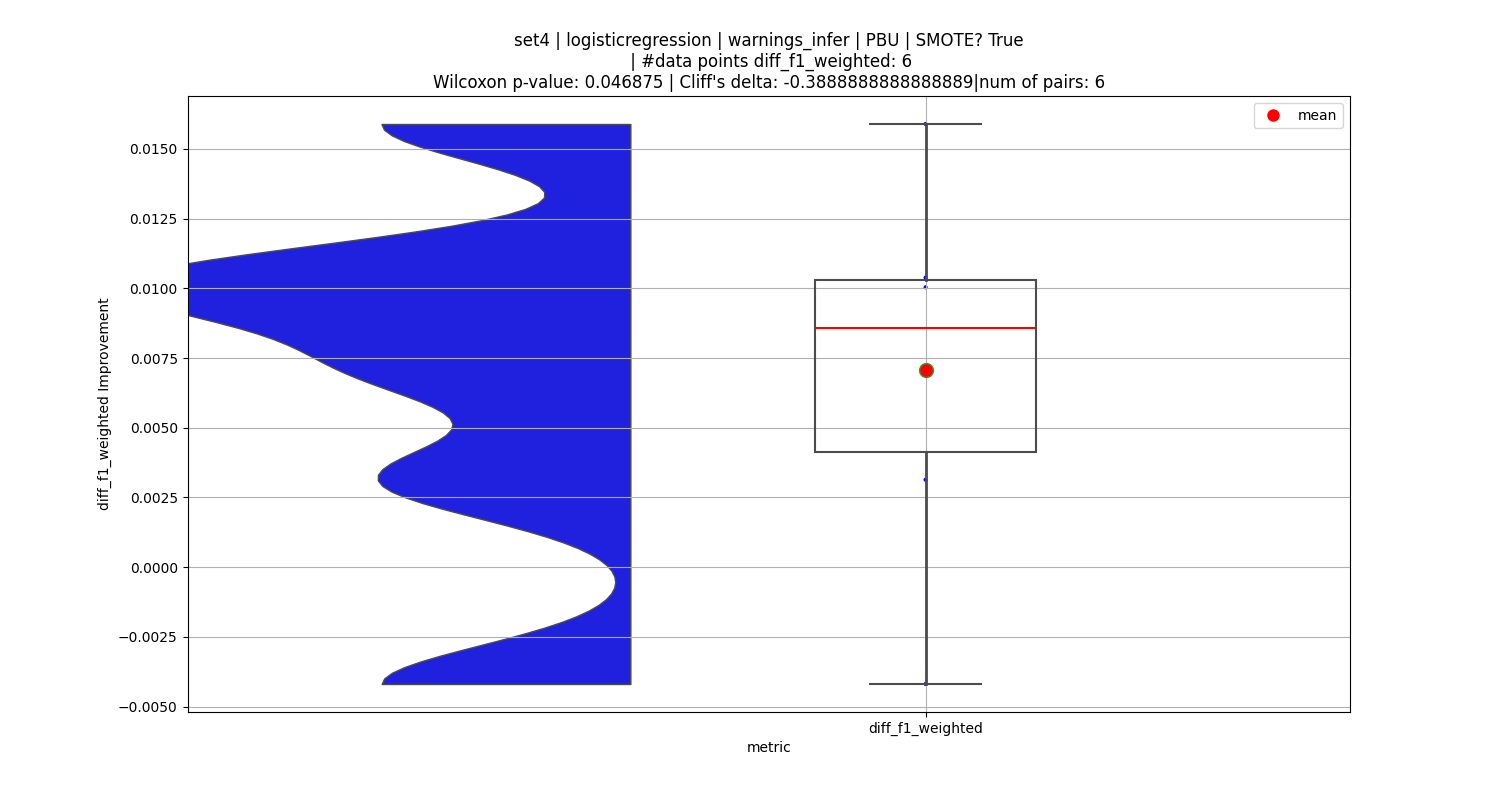 set4 | logisticregression | warnings_infer | PBU | SMOTE? True
| #data points diff_f1_weighted: 6
Wilcoxon p-value: 0.046875 | Cliff's delta: -0.3888888888888889|num of pairs: 6
mean
0.0150
0.0125
0.0100
0.0075
0.0050
0.0025
0.0000
−0.0025
−0.0050
diff_f1_weighted Improvement
diff_f1_weighted
metric